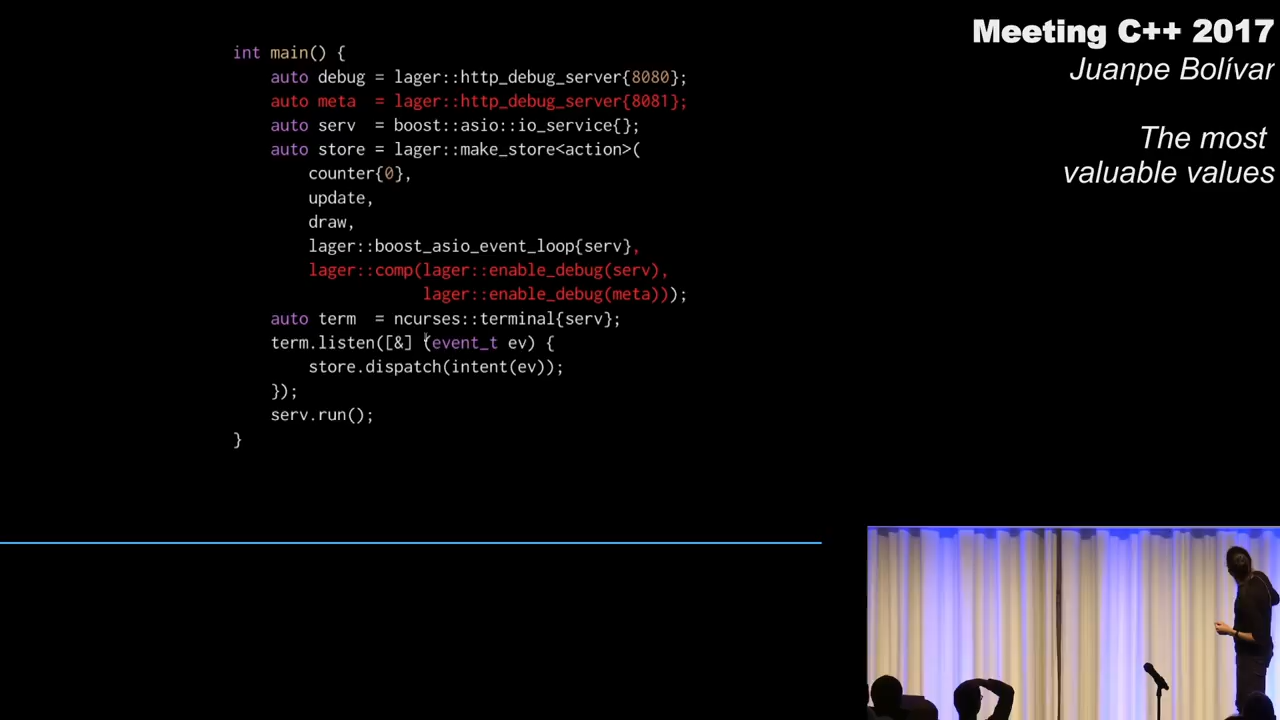 int main() {
auto debug = lager::http_debug_server{8080};
auto meta = lager::http_debug_server{8081};
auto serv = boost::asio::io_service{};
auto store = lager::make_store<action>(
counter{0},
update,
draw,
lager::boost_asio_event_loop{serv},
lager::comp(lager::enable_debug(serv),
lager::enable_debug(meta)));
auto term = ncurses::terminal{serv};
term.listen([&] (event_t ev) {
store.dispatch(intent(ev));
});
serv.run();
}
Meeting C++ 2017
Juanpe Bolívar
The most
valuable values